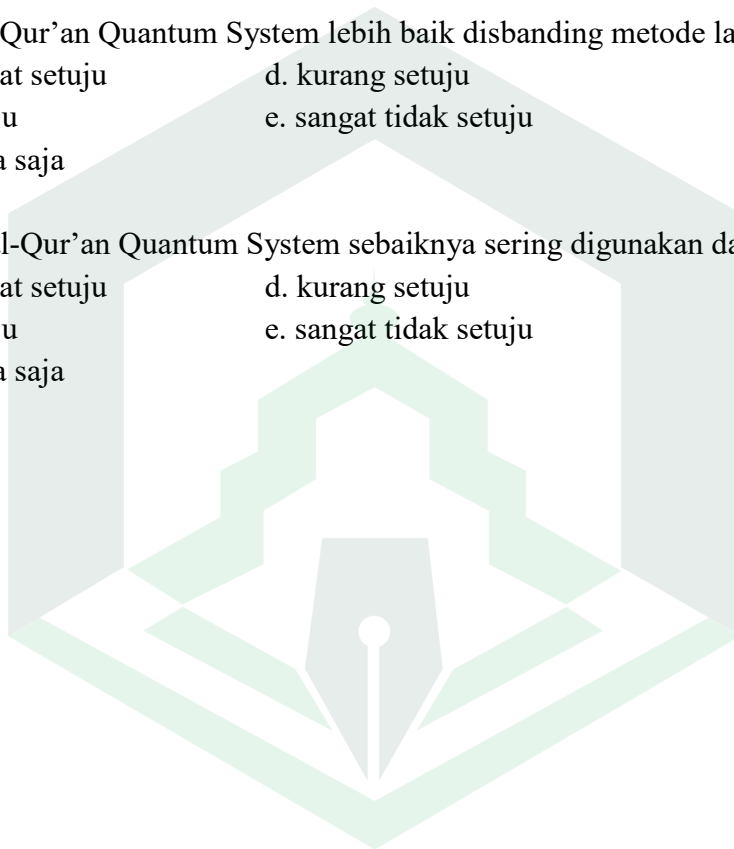 Qur’an Quantum System lebih baik disbanding metode la
at setuju d. kurang setuju
u e. sangat tidak setuju
a saja
l-Qur’an Quantum System sebaiknya sering digunakan da
at setuju d. kurang setuju
u e. sangat tidak setuju
a saja